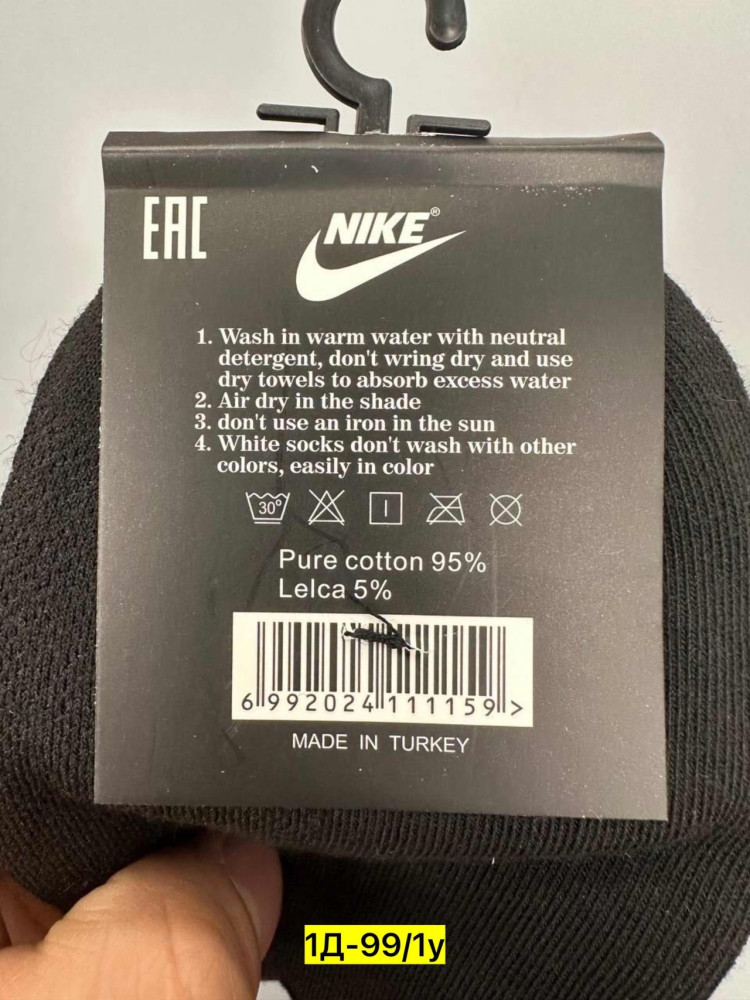 EAC
NIKE®
1. Wash in warm water with neutral
detergent, don't wring dry and use
dry towels to absorb excess water
2. Air dry in the shade
3. don't use an iron in the sun
4. White socks don't wash with other
colors, easily in color
30°
Pure cotton 95%
Lelca 5%
6 992024 111159 >
MADE IN TURKEY
1Д-99/1у